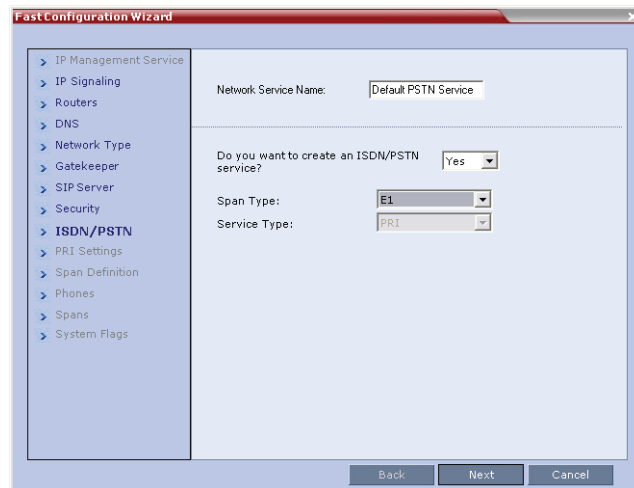 Fast Configuration Wizard
IP Management Service
IP Signaling
Routers
DNS
Network Type
Gatekeeper
SIP Server
Security
ISDN/PSTN
PRI Settings
Span Definition
Phones
Spans
System Flags
Network Service Name: Default PSTN Service
Do you want to create an ISDN/PSTN
service? Yes
Span Type: E1
Service Type: PRI
Back Next Cancel